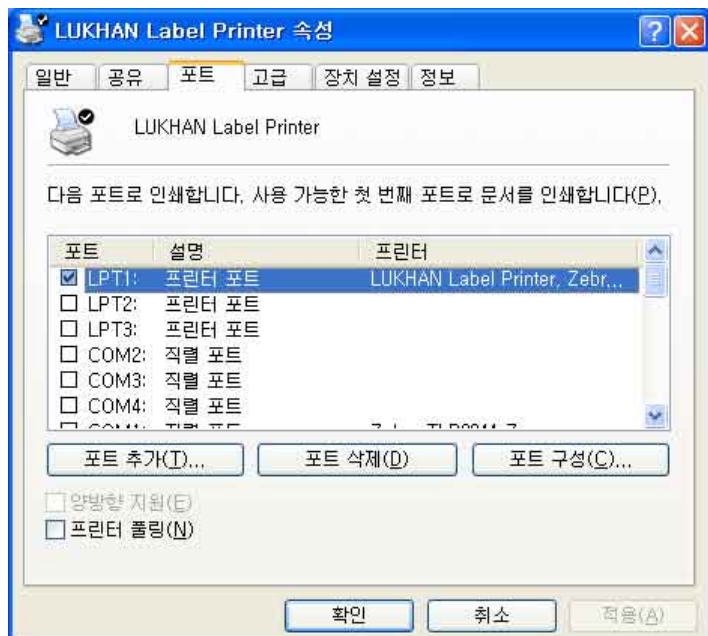 LUKHAN Label Printer 속성
일반 공유 포트 고급 장치 설정 정보
LUKHAN Label Printer
다음 포트로 인쇄합니다. 사용 가능한 첫 번째 포트로 문서를 인쇄합니다(P).
포트 설명 프린터
LPT1: 프린터 포트 LUKHAN Label Printer, Zebr...
LPT2: 프린터 포트
LPT3: 프린터 포트
COM2: 직렬 포트
COM3: 직렬 포트
COM4: 직렬 포트
포트 추가(T)... 포트 삭제(D) 포트 구성(C)...
양방향 지원(E)
프린터 풀링(N)
확인 취소 적용(A)